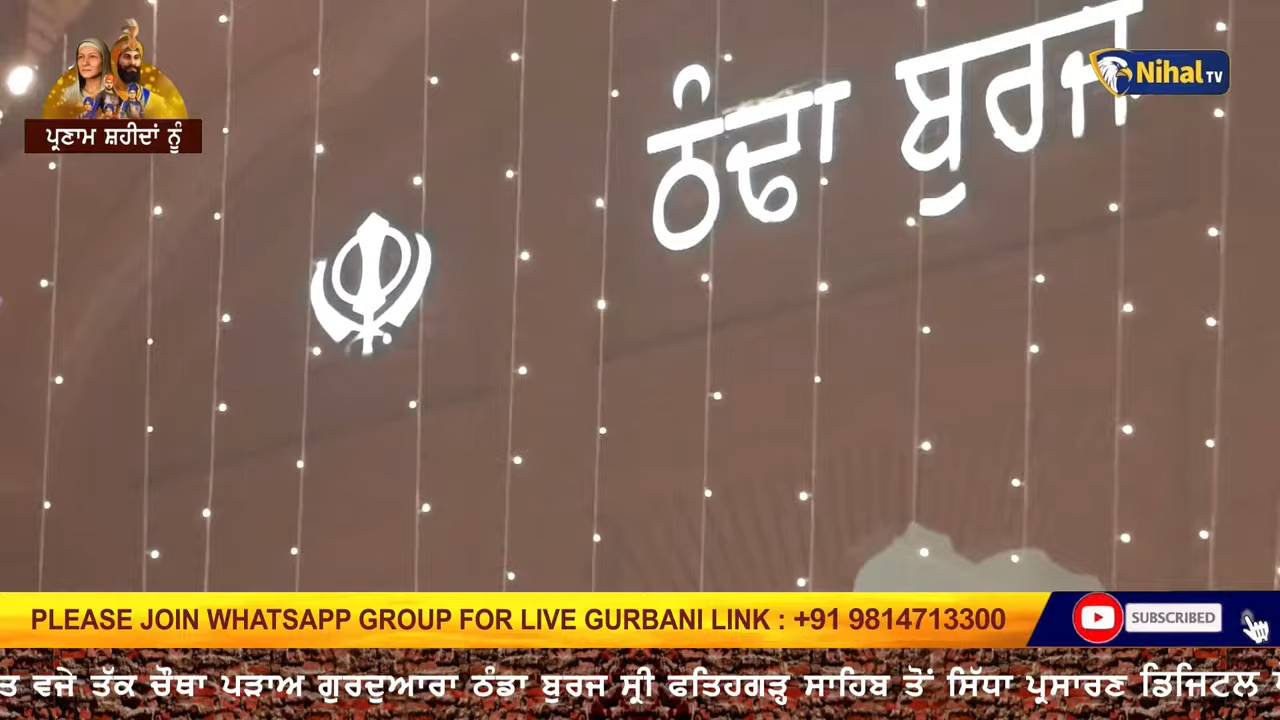 ਠੰਢਾ ਬੁਰਜ
Nihal TV
ਪ੍ਰਣਾਮ ਸ਼ਹੀਦਾਂ ਨੂੰ
PLEASE JOIN WHATSAPP GROUP FOR LIVE GURBANI LINK : +91 9814713300
SUBSCRIBED
ਵਜੇ ਤੱਕ ਚੌਥਾ ਪੜਾਅ ਗੁਰਦੁਆਰਾ ਠੰਡਾ ਬੁਰਜ ਸ੍ਰੀ ਫਤਿਹਗੜ੍ਹ ਸਾਹਿਬ ਤੋਂ ਸਿੱਧਾ ਪ੍ਰਸਾਰਣ ਡਿਜਿਟਲ